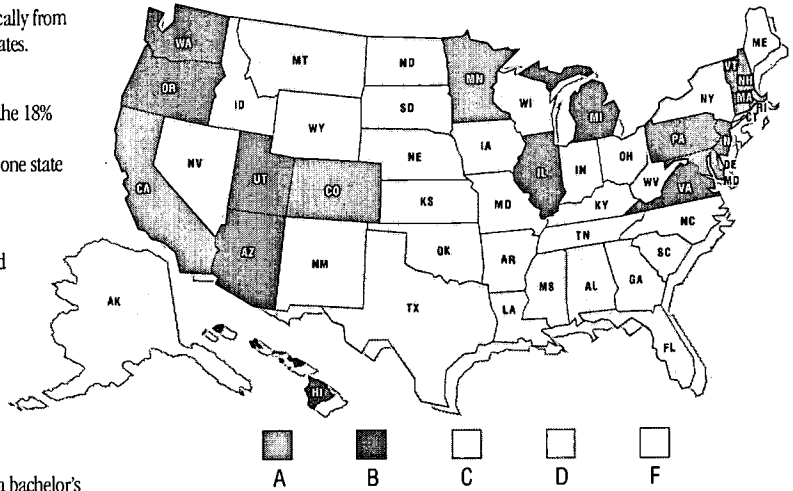 cally from
ates.
the 18%
one state
d
a bachelor's
WA
OR
CA
ID
NV
UT
AZ
MT
WY
CO
NM
ND
SD
NE
KS
OK
TX
MN
IA
MO
AR
LA
WI
IL
MI
IN
OH
KY
TN
MS
AL
GA
FL
SC
NC
VA
WV
PA
NY
VT
NH
MA
RI
CT
DE
MD
ME
AK
HI
A B C D F